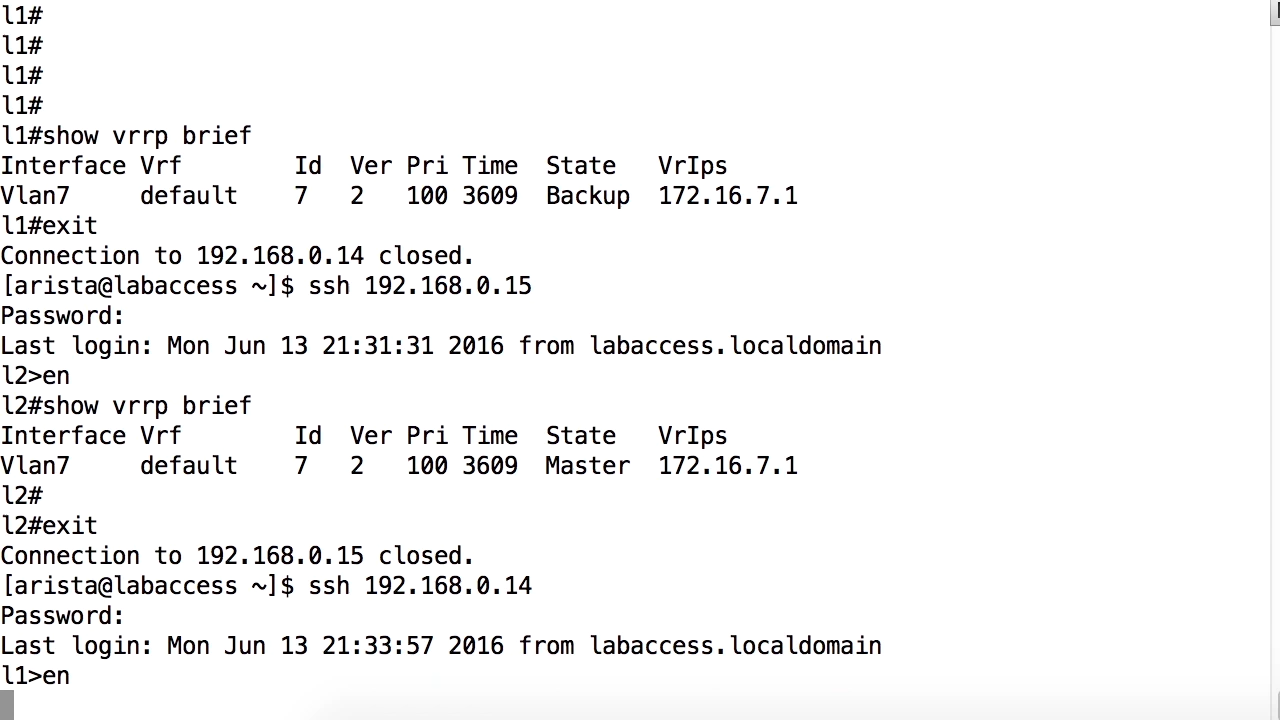 l1#
l1#
l1#
l1#
l1#show vrrp brief
Interface Vrf        Id  Ver Pri Time  State   VrIps
Vlan7     default    7   2   100 3609  Backup  172.16.7.1
l1#exit
Connection to 192.168.0.14 closed.
[arista@labaccess ~]$ ssh 192.168.0.15
Password:
Last login: Mon Jun 13 21:31:31 2016 from labaccess.localdomain
l2>en
l2#show vrrp brief
Interface Vrf        Id  Ver Pri Time  State   VrIps
Vlan7     default    7   2   100 3609  Master  172.16.7.1
l2#
l2#exit
Connection to 192.168.0.15 closed.
[arista@labaccess ~]$ ssh 192.168.0.14
Password:
Last login: Mon Jun 13 21:33:57 2016 from labaccess.localdomain
l1>en